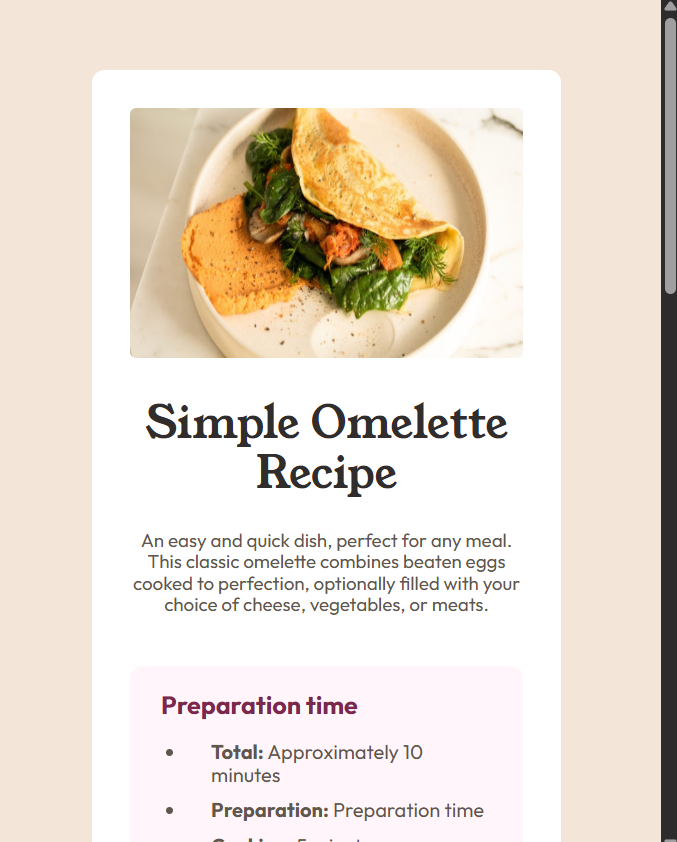 Simple Omelette
Recipe
An easy and quick dish, perfect for any meal.
This classic omelette combines beaten eggs
cooked to perfection, optionally filled with your
choice of cheese, vegetables, or meats.
Preparation time
• Total: Approximately 10
minutes
• Preparation: Preparation time